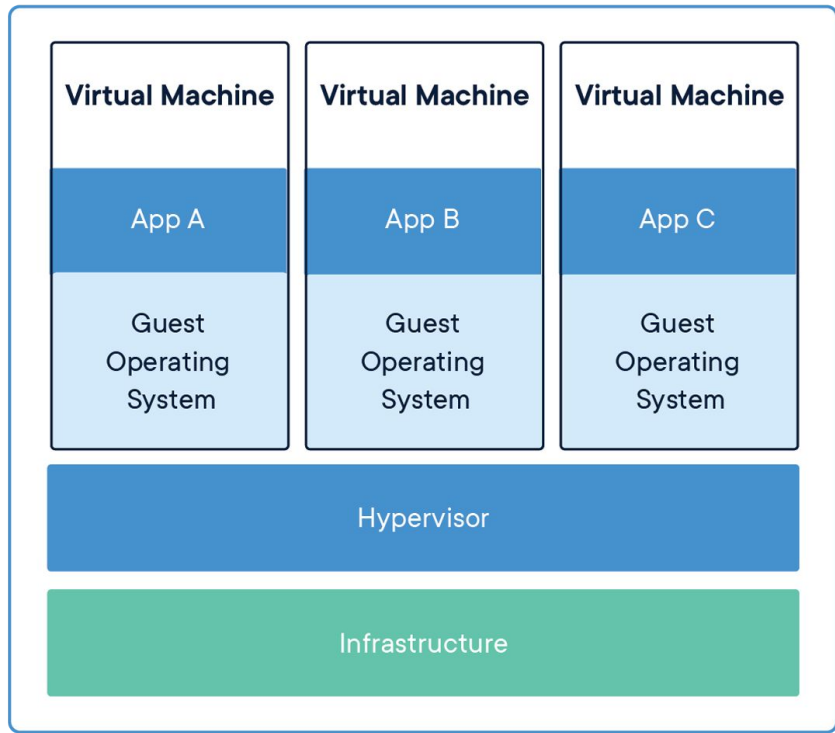 Virtual Machine
App A
Guest
Operating
System
Virtual Machine
App B
Guest
Operating
System
Virtual Machine
App C
Guest
Operating
System
Hypervisor
Infrastructure